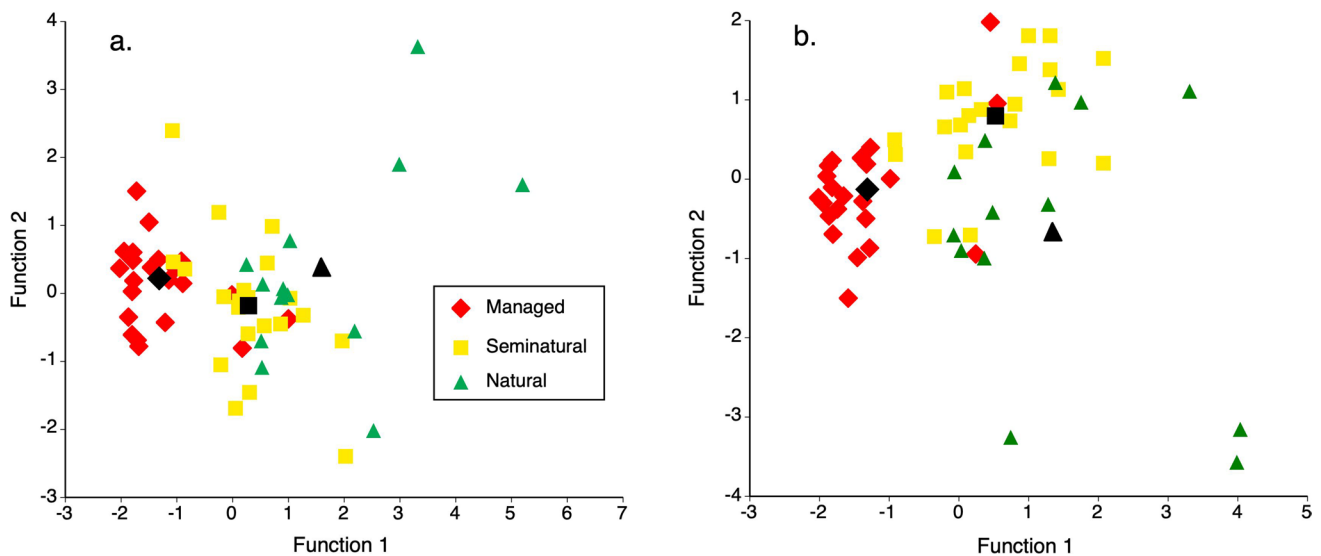 a.
4
3
2
1
0
-1
-2
-3
Function 2
-3 -2 -1 0 1 2 3 4 5 6 7
Function 1
Managed
Seminatural
Natural
b.
2
1
0
-1
-2
-3
-4
Function 2
-3 -2 -1 0 1 2 3 4 5
Function 1